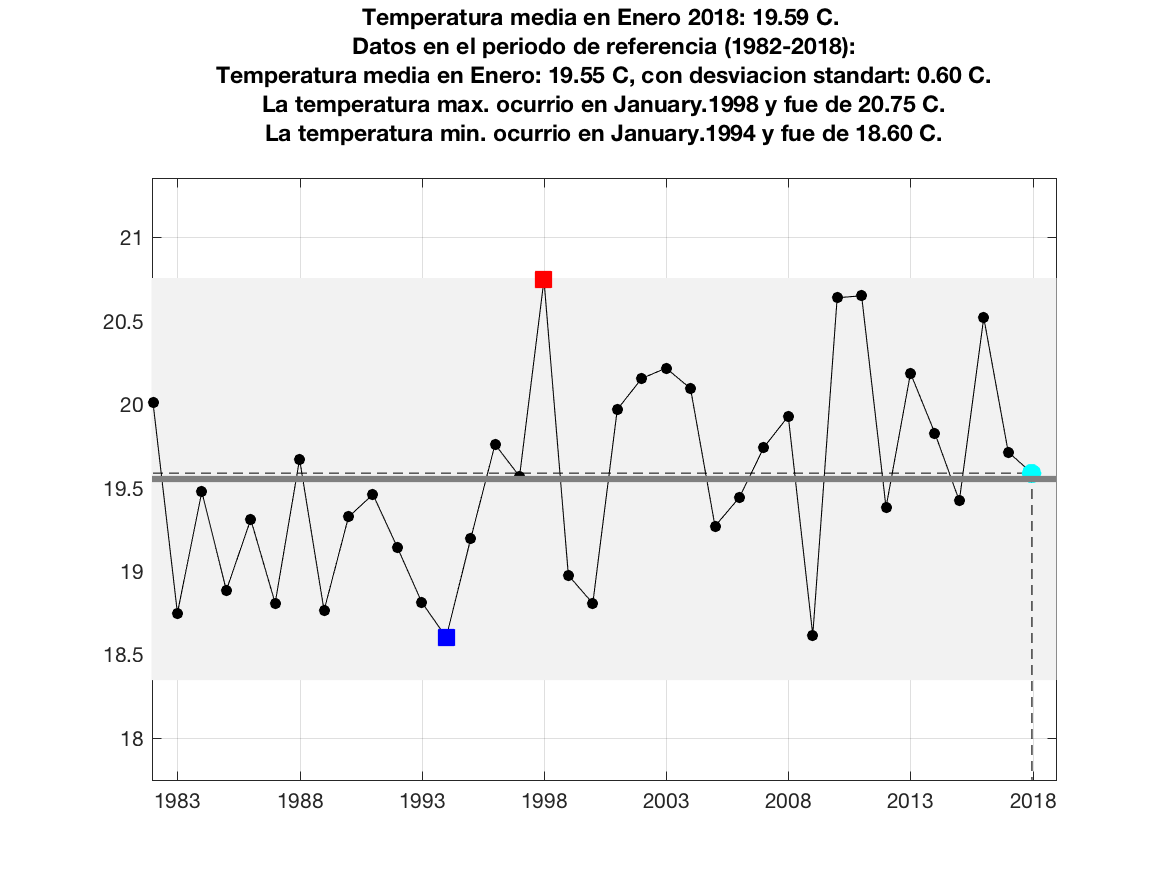 Temperatura media en Enero 2018: 19.59 C.
Datos en el periodo de referencia (1982-2018):
Temperatura media en Enero: 19.55 C, con desviacion standart: 0.60 C.
La temperatura max. ocurrio en January.1998 y fue de 20.75 C.
La temperatura min. ocurrio en January.1994 y fue de 18.60 C.
21
20.5
20
19.5
19
18.5
18
1983 1988 1993 1998 2003 2008 2013 2018